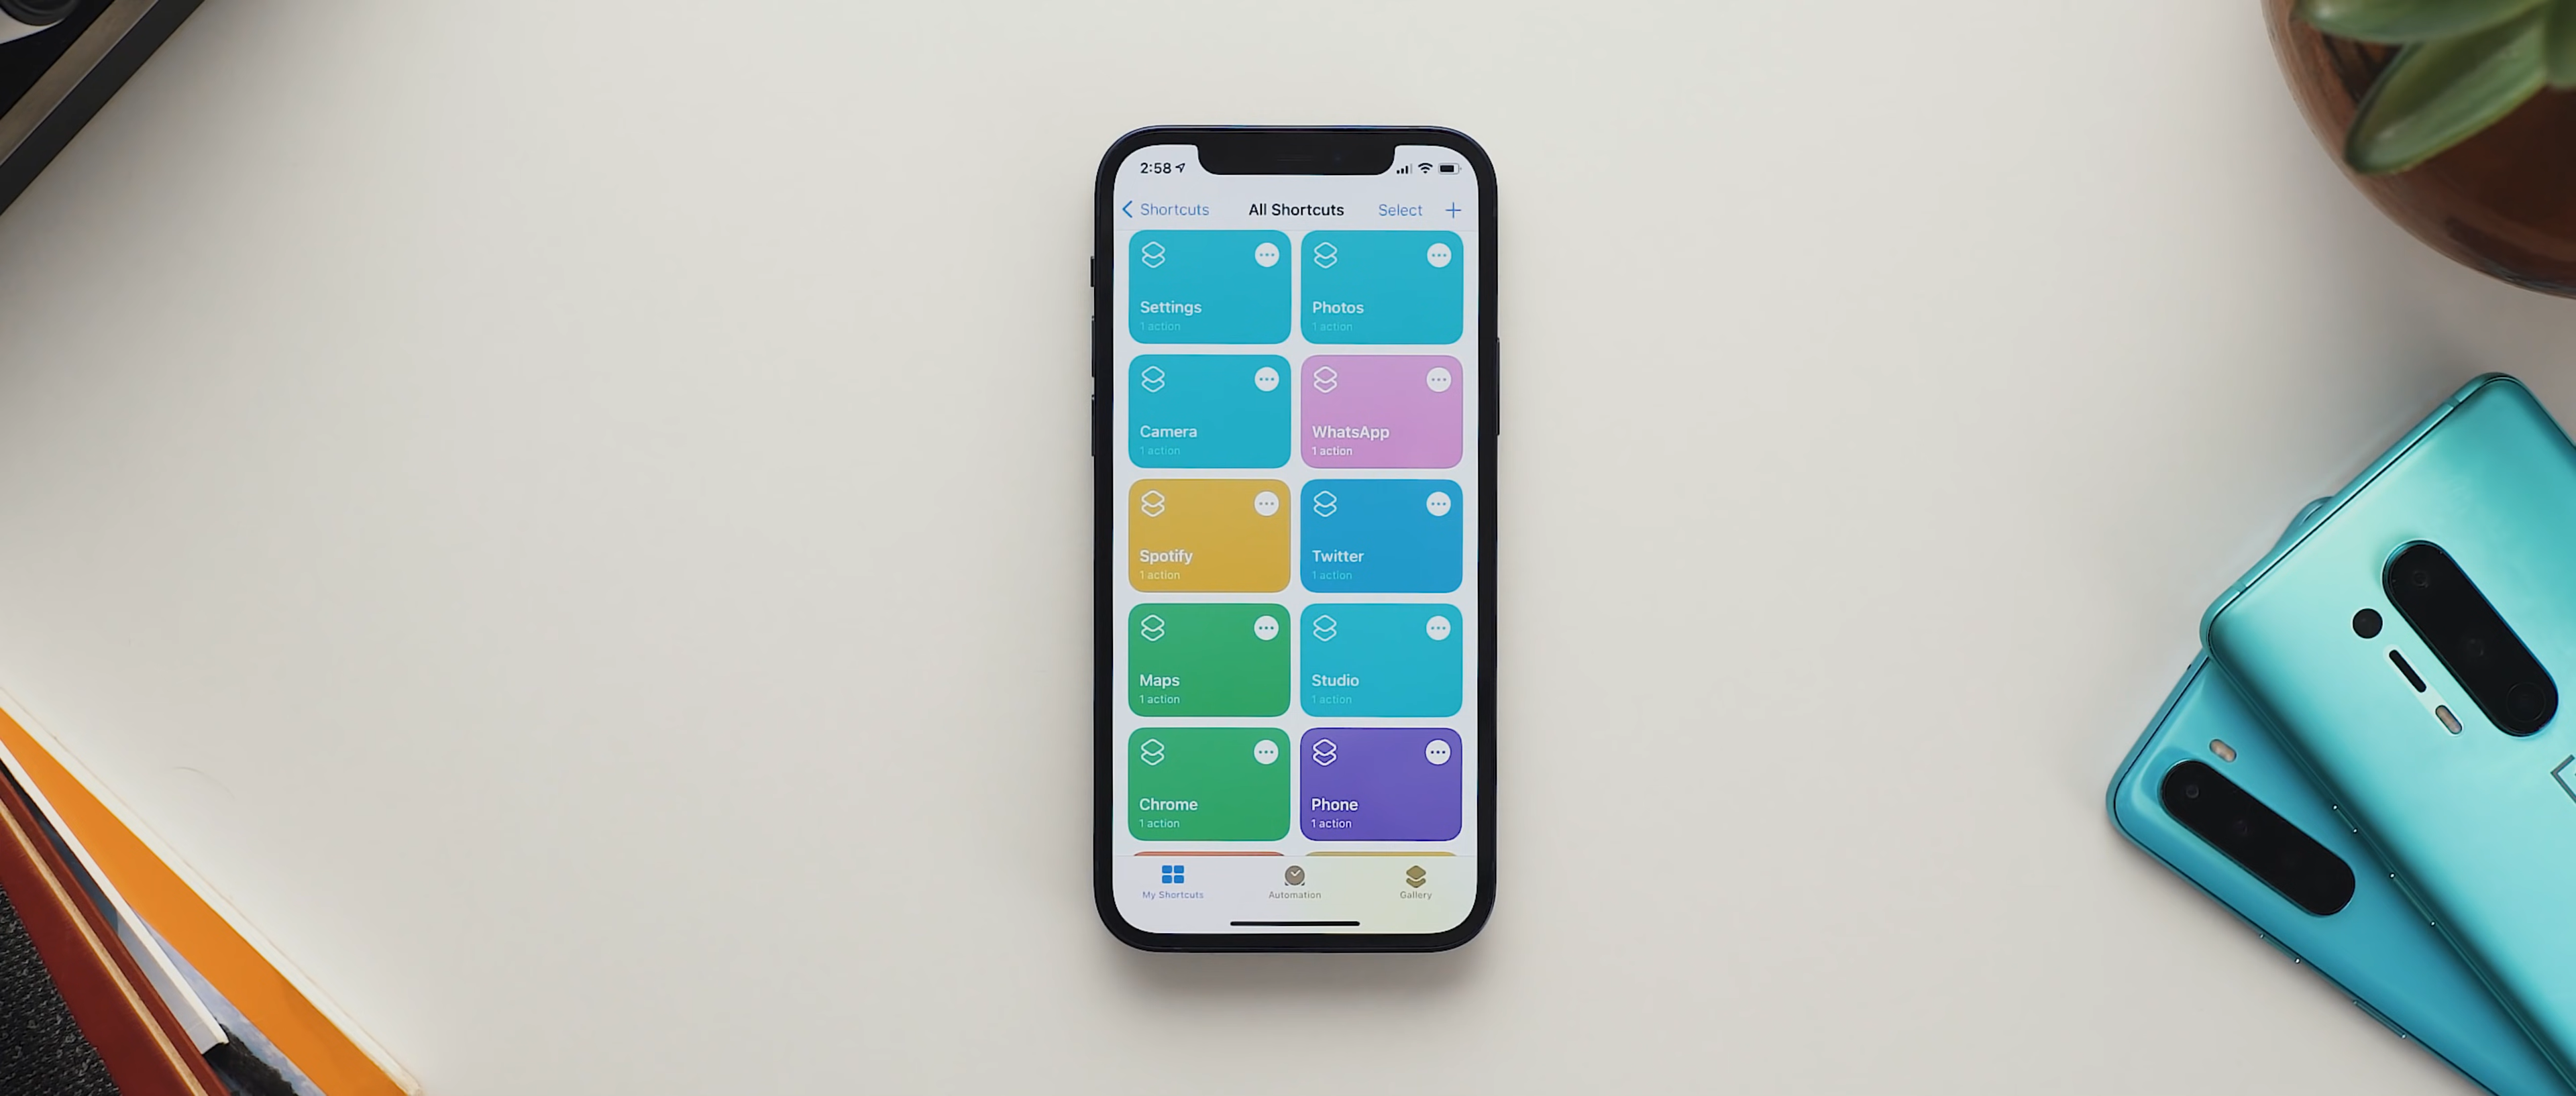 2:58
Shortcuts All Shortcuts Select +
Settings
1 action
Photos
1 action
Camera
1 action
WhatsApp
1 action
Spotify
1 action
Twitter
1 action
Maps
1 action
Studio
1 action
Chrome
1 action
Phone
1 action
My Shortcuts Automation Gallery